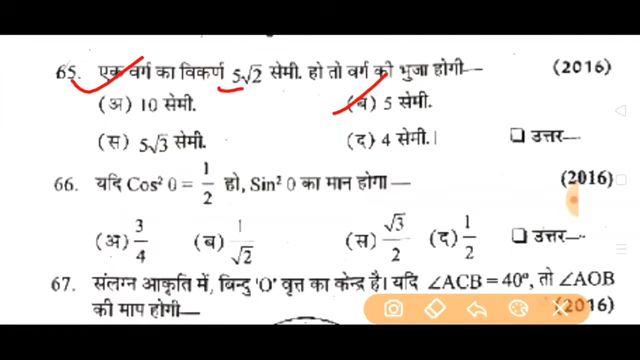 65. एक वर्ग का विकर्ण 5√2 सेमी. हो तो वर्ग की भुजा होगी— (2016)
(अ) 10 सेमी. (ब) 5 सेमी.
(स) 5√3 सेमी. (द) 4 सेमी. ❑ उत्तर—
66. यदि Cos² θ = 1/2 हो, Sin² θ का मान होगा— (2016)
(अ) 3/4 (ब) 1/√2 (स) √3/2 (द) 1/2 ❑ उत्तर—
67. संलग्न आकृति में, बिन्दु 'O' वृत्त का केन्द्र है। यदि ∠ACB = 40°, तो ∠AOB
की माप होगी— (2016)